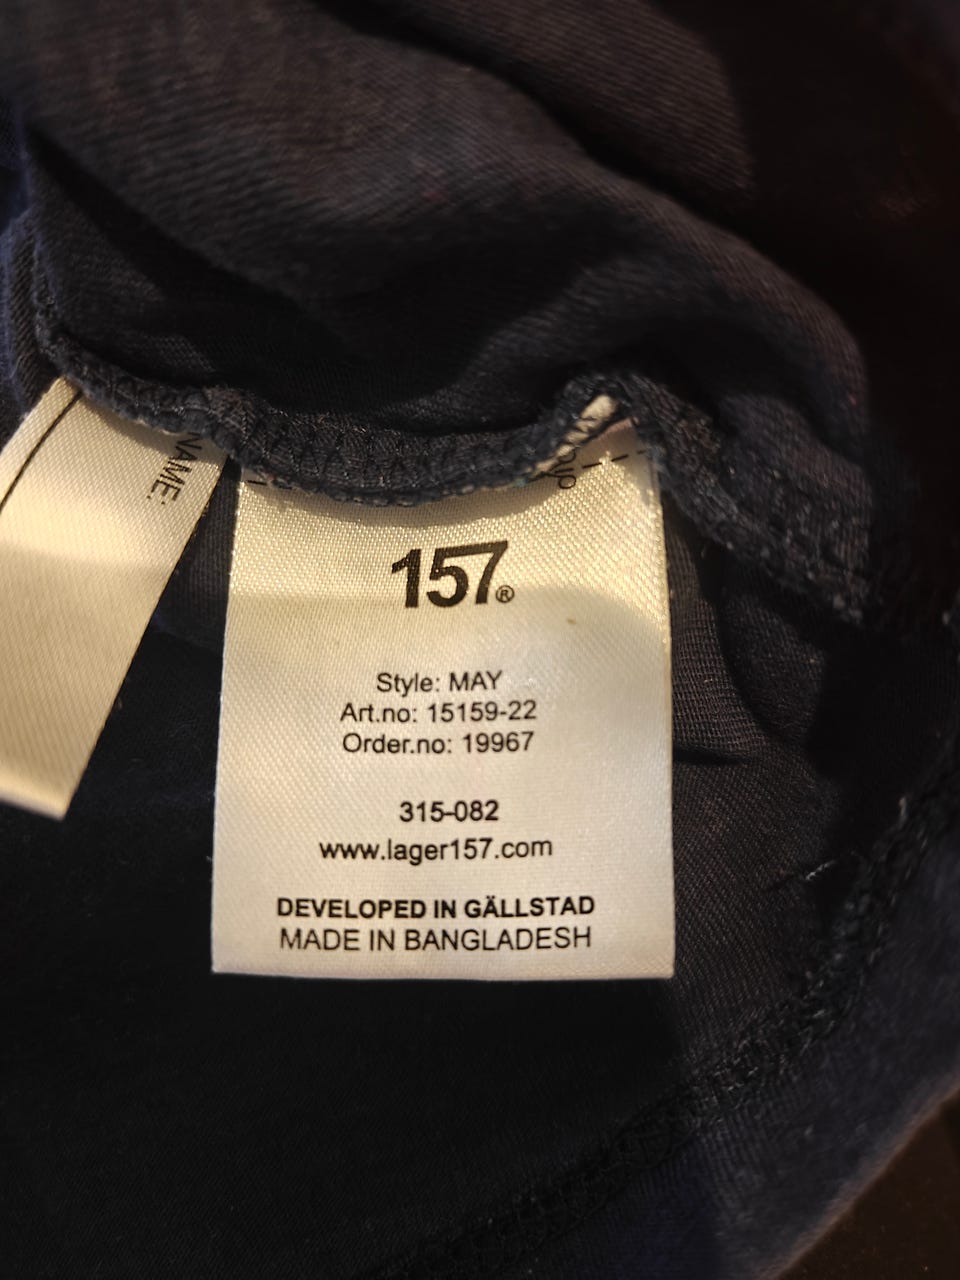 NAME:
157®
Style: MAY
Art.no: 15159-22
Order.no: 19967
315-082
www.lager157.com
DEVELOPED IN GÄLLSTAD
MADE IN BANGLADESH